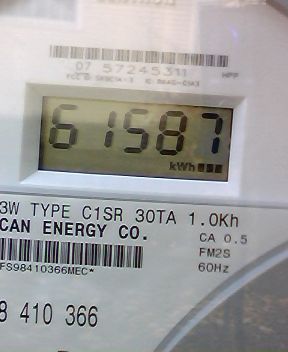 07 57245311
HPP
61587
kWh
3W TYPE C1SR 30TA 1.0Kh
CAN ENERGY CO.
CA 0.5
FM2S
60Hz
FS98410366MEC*
8 410 366